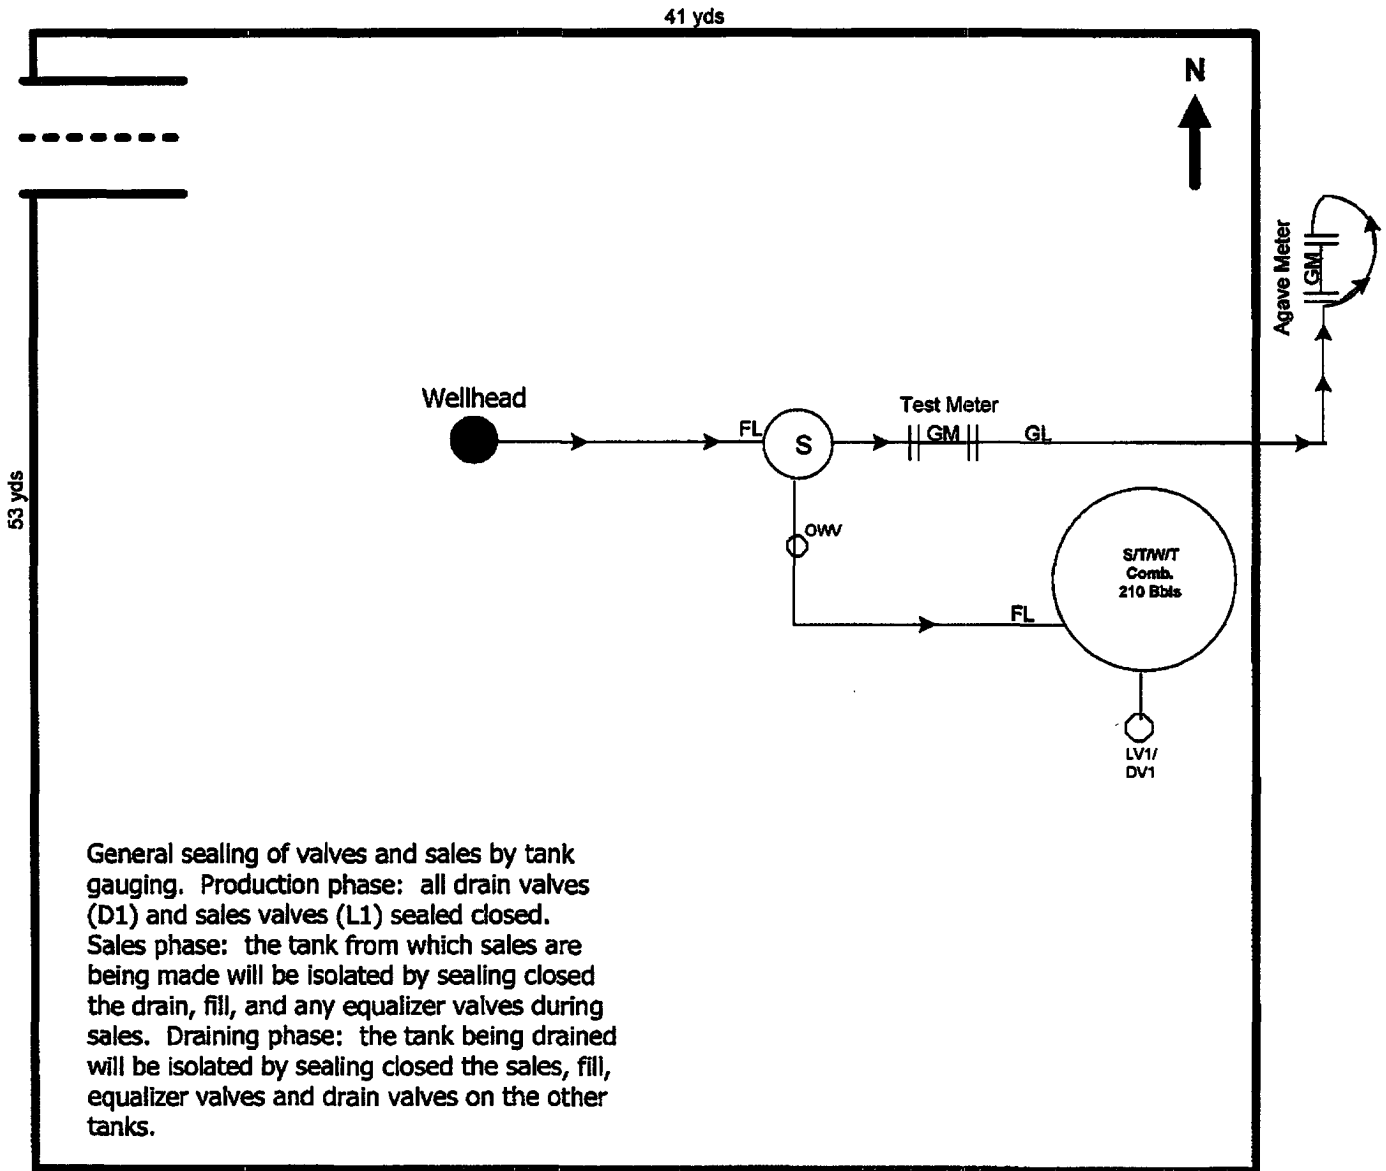 41 yds
N
Agave Meter
GM
Wellhead
Test Meter
FL
S
GM
GL
53 yds
OWV
S/T/W/T
Comb.
210 Bbls
FL
LV1/
DV1
General sealing of valves and sales by tank
gauging. Production phase: all drain valves
(D1) and sales valves (L1) sealed closed.
Sales phase: the tank from which sales are
being made will be isolated by sealing closed
the drain, fill, and any equalizer valves during
sales. Draining phase: the tank being drained
will be isolated by sealing closed the sales, fill,
equalizer valves and drain valves on the other
tanks.